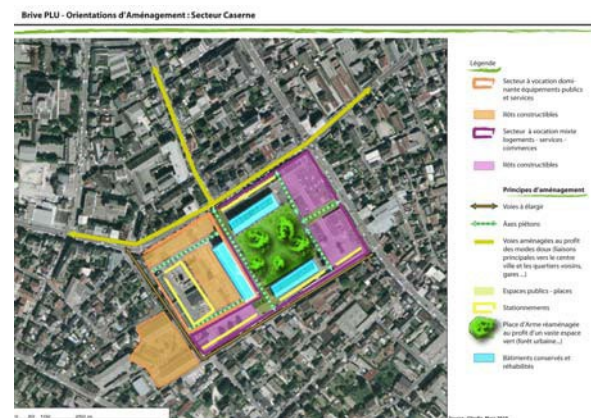 Brive PLU - Orientations d'Aménagement : Secteur Caserne
Légende
Secteur à vocation domi-
nante équipements publics
et services
Ilôts constructibles
Secteur à vocation mixte
logements - services -
commerces
Ilôts constructibles
Principes d'aménagement
Voies à élargir
Axes piétons
Voies aménagées au profit
des modes doux (liaisons
principales vers le centre
ville et les quartiers voisins,
gares ...)
Espaces publics - places
Stationnements
Place d'Arme réaménagée
au profit d'un vaste espace
vert (forêt urbaine...)
Bâtiments conservés et
réhabilités